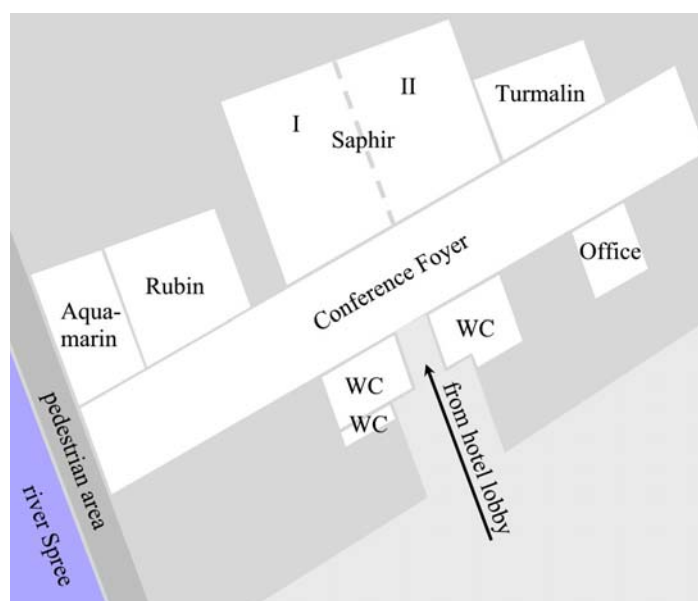 I
II
Saphir
Turmalin
Aqua-
marin
Rubin
Conference Foyer
Office
WC
WC
WC
from hotel lobby
pedestrian area
river Spree